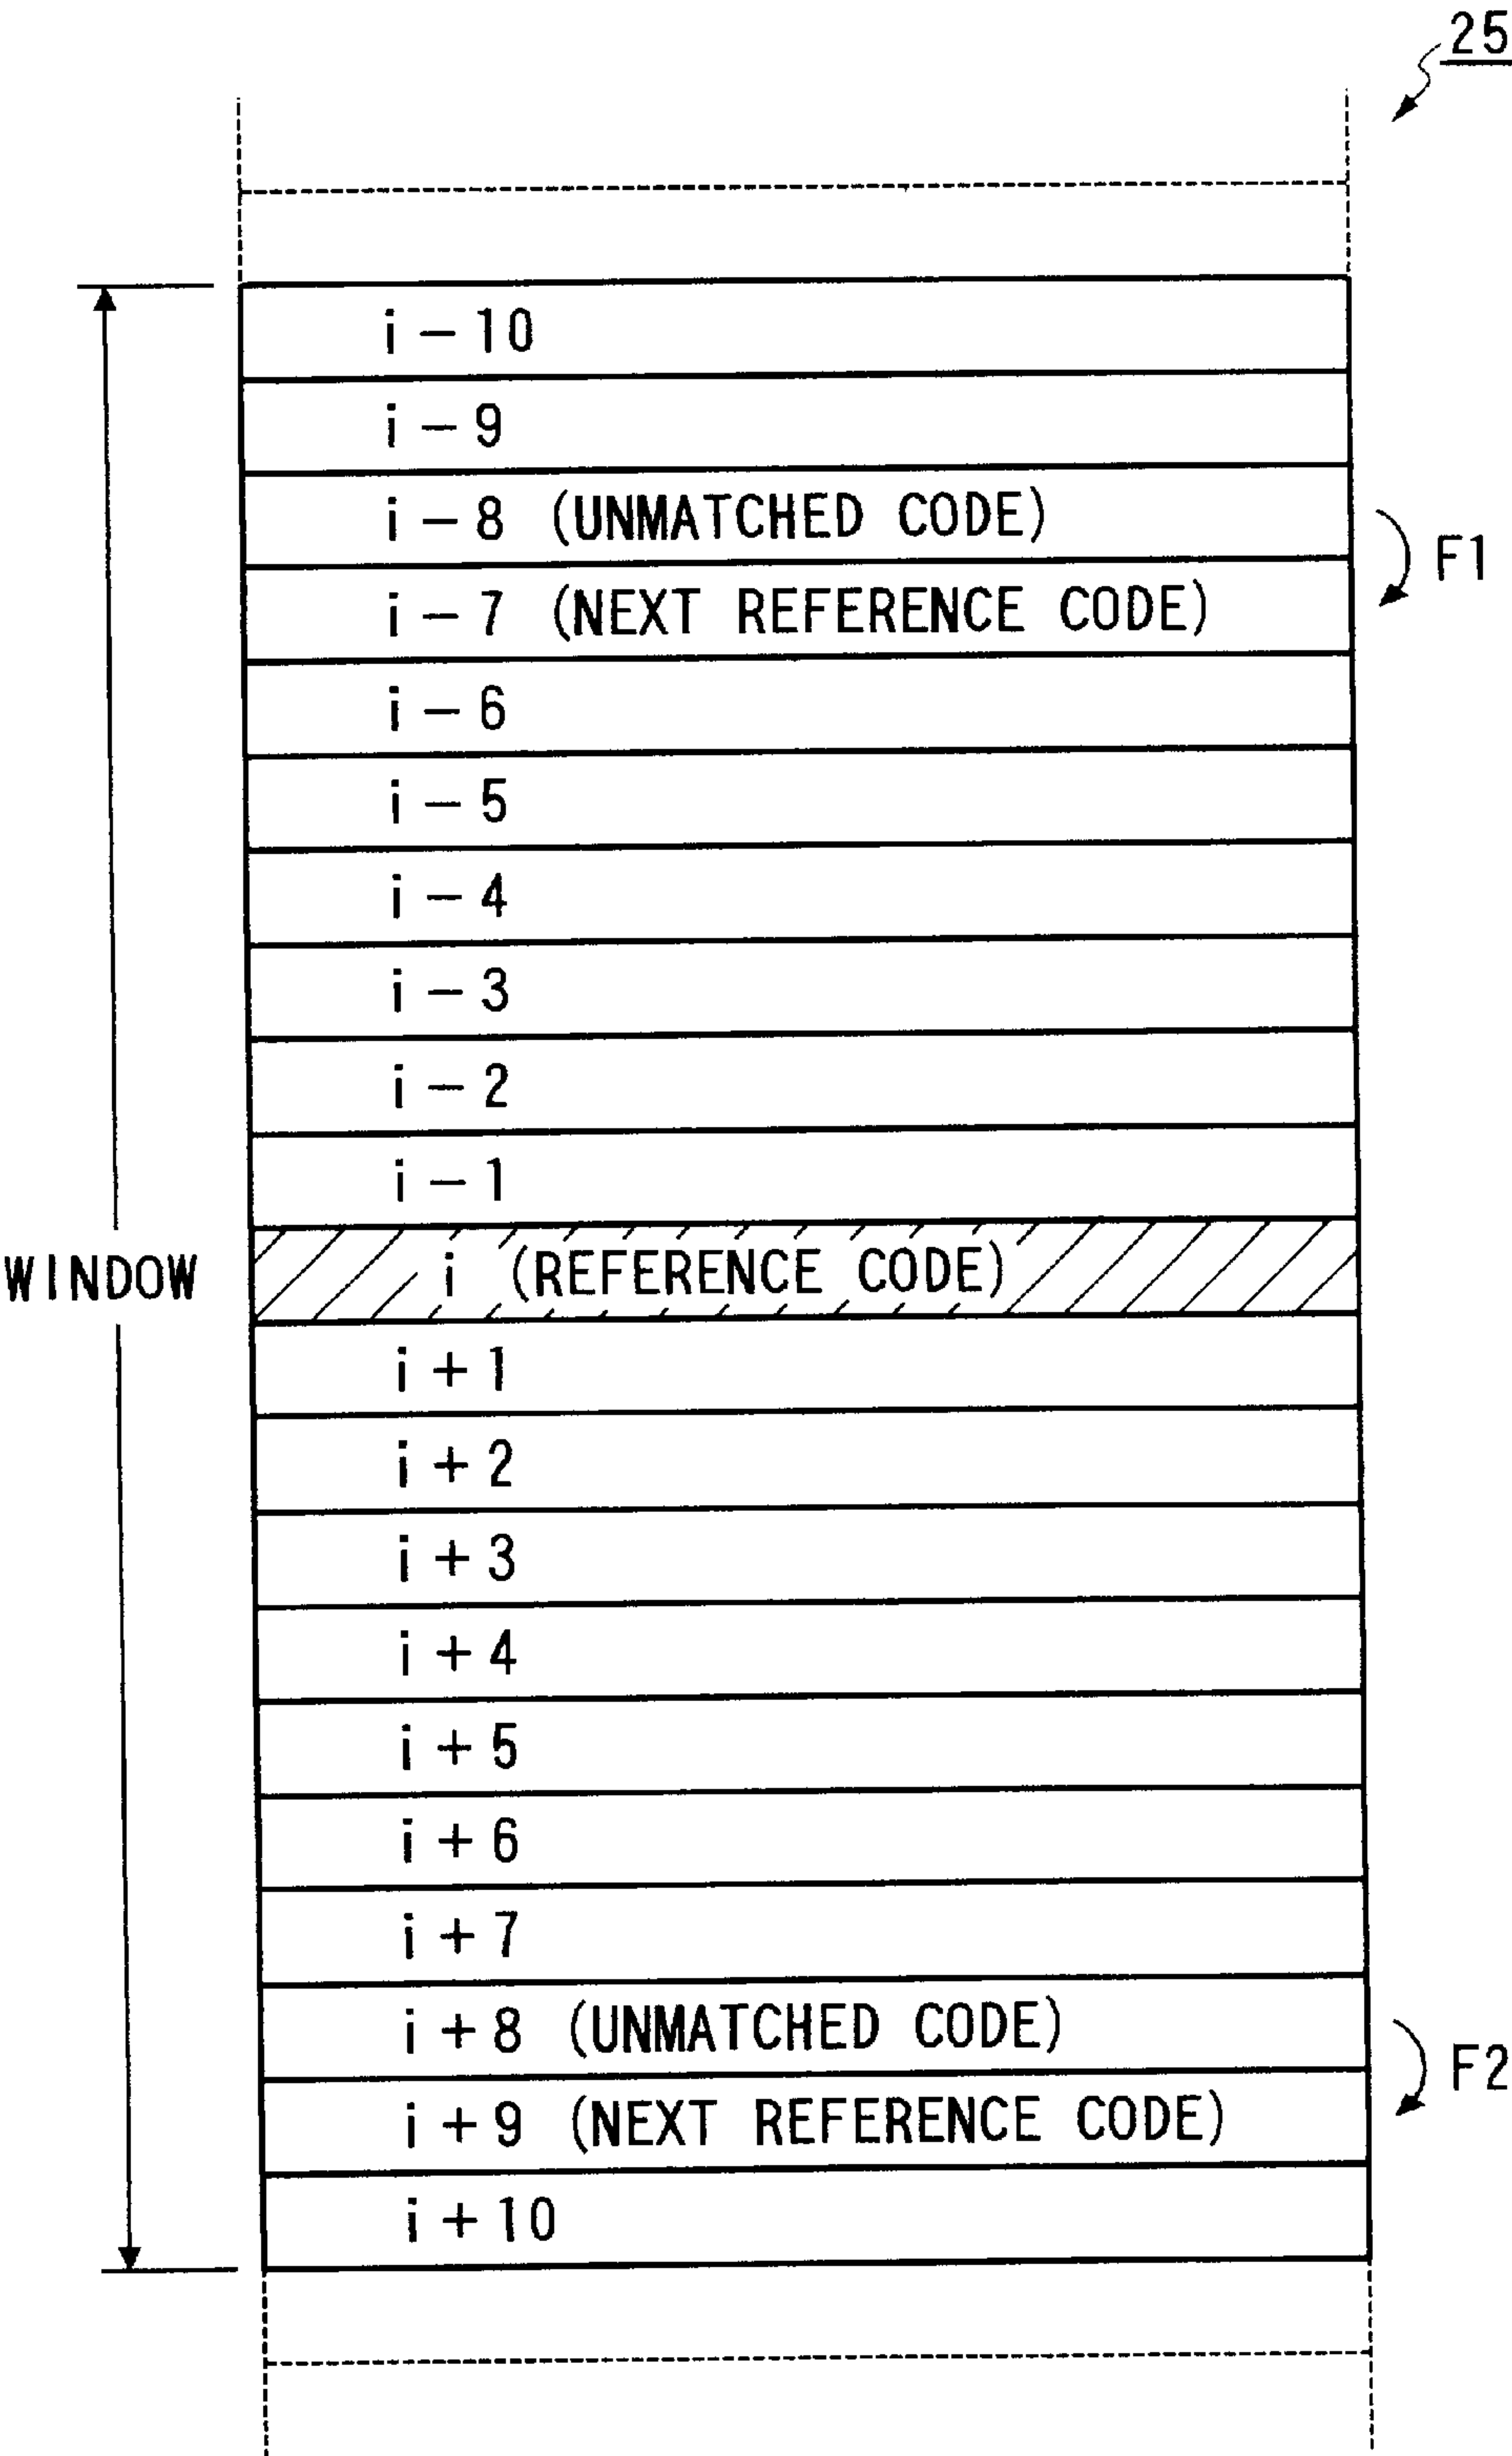 25
i - 10
i - 9
i - 8 (UNMATCHED CODE)
F1
i - 7 (NEXT REFERENCE CODE)
i - 6
i - 5
i - 4
i - 3
i - 2
i - 1
WINDOW
i (REFERENCE CODE)
i + 1
i + 2
i + 3
i + 4
i + 5
i + 6
i + 7
i + 8 (UNMATCHED CODE)
F2
i + 9 (NEXT REFERENCE CODE)
i + 10